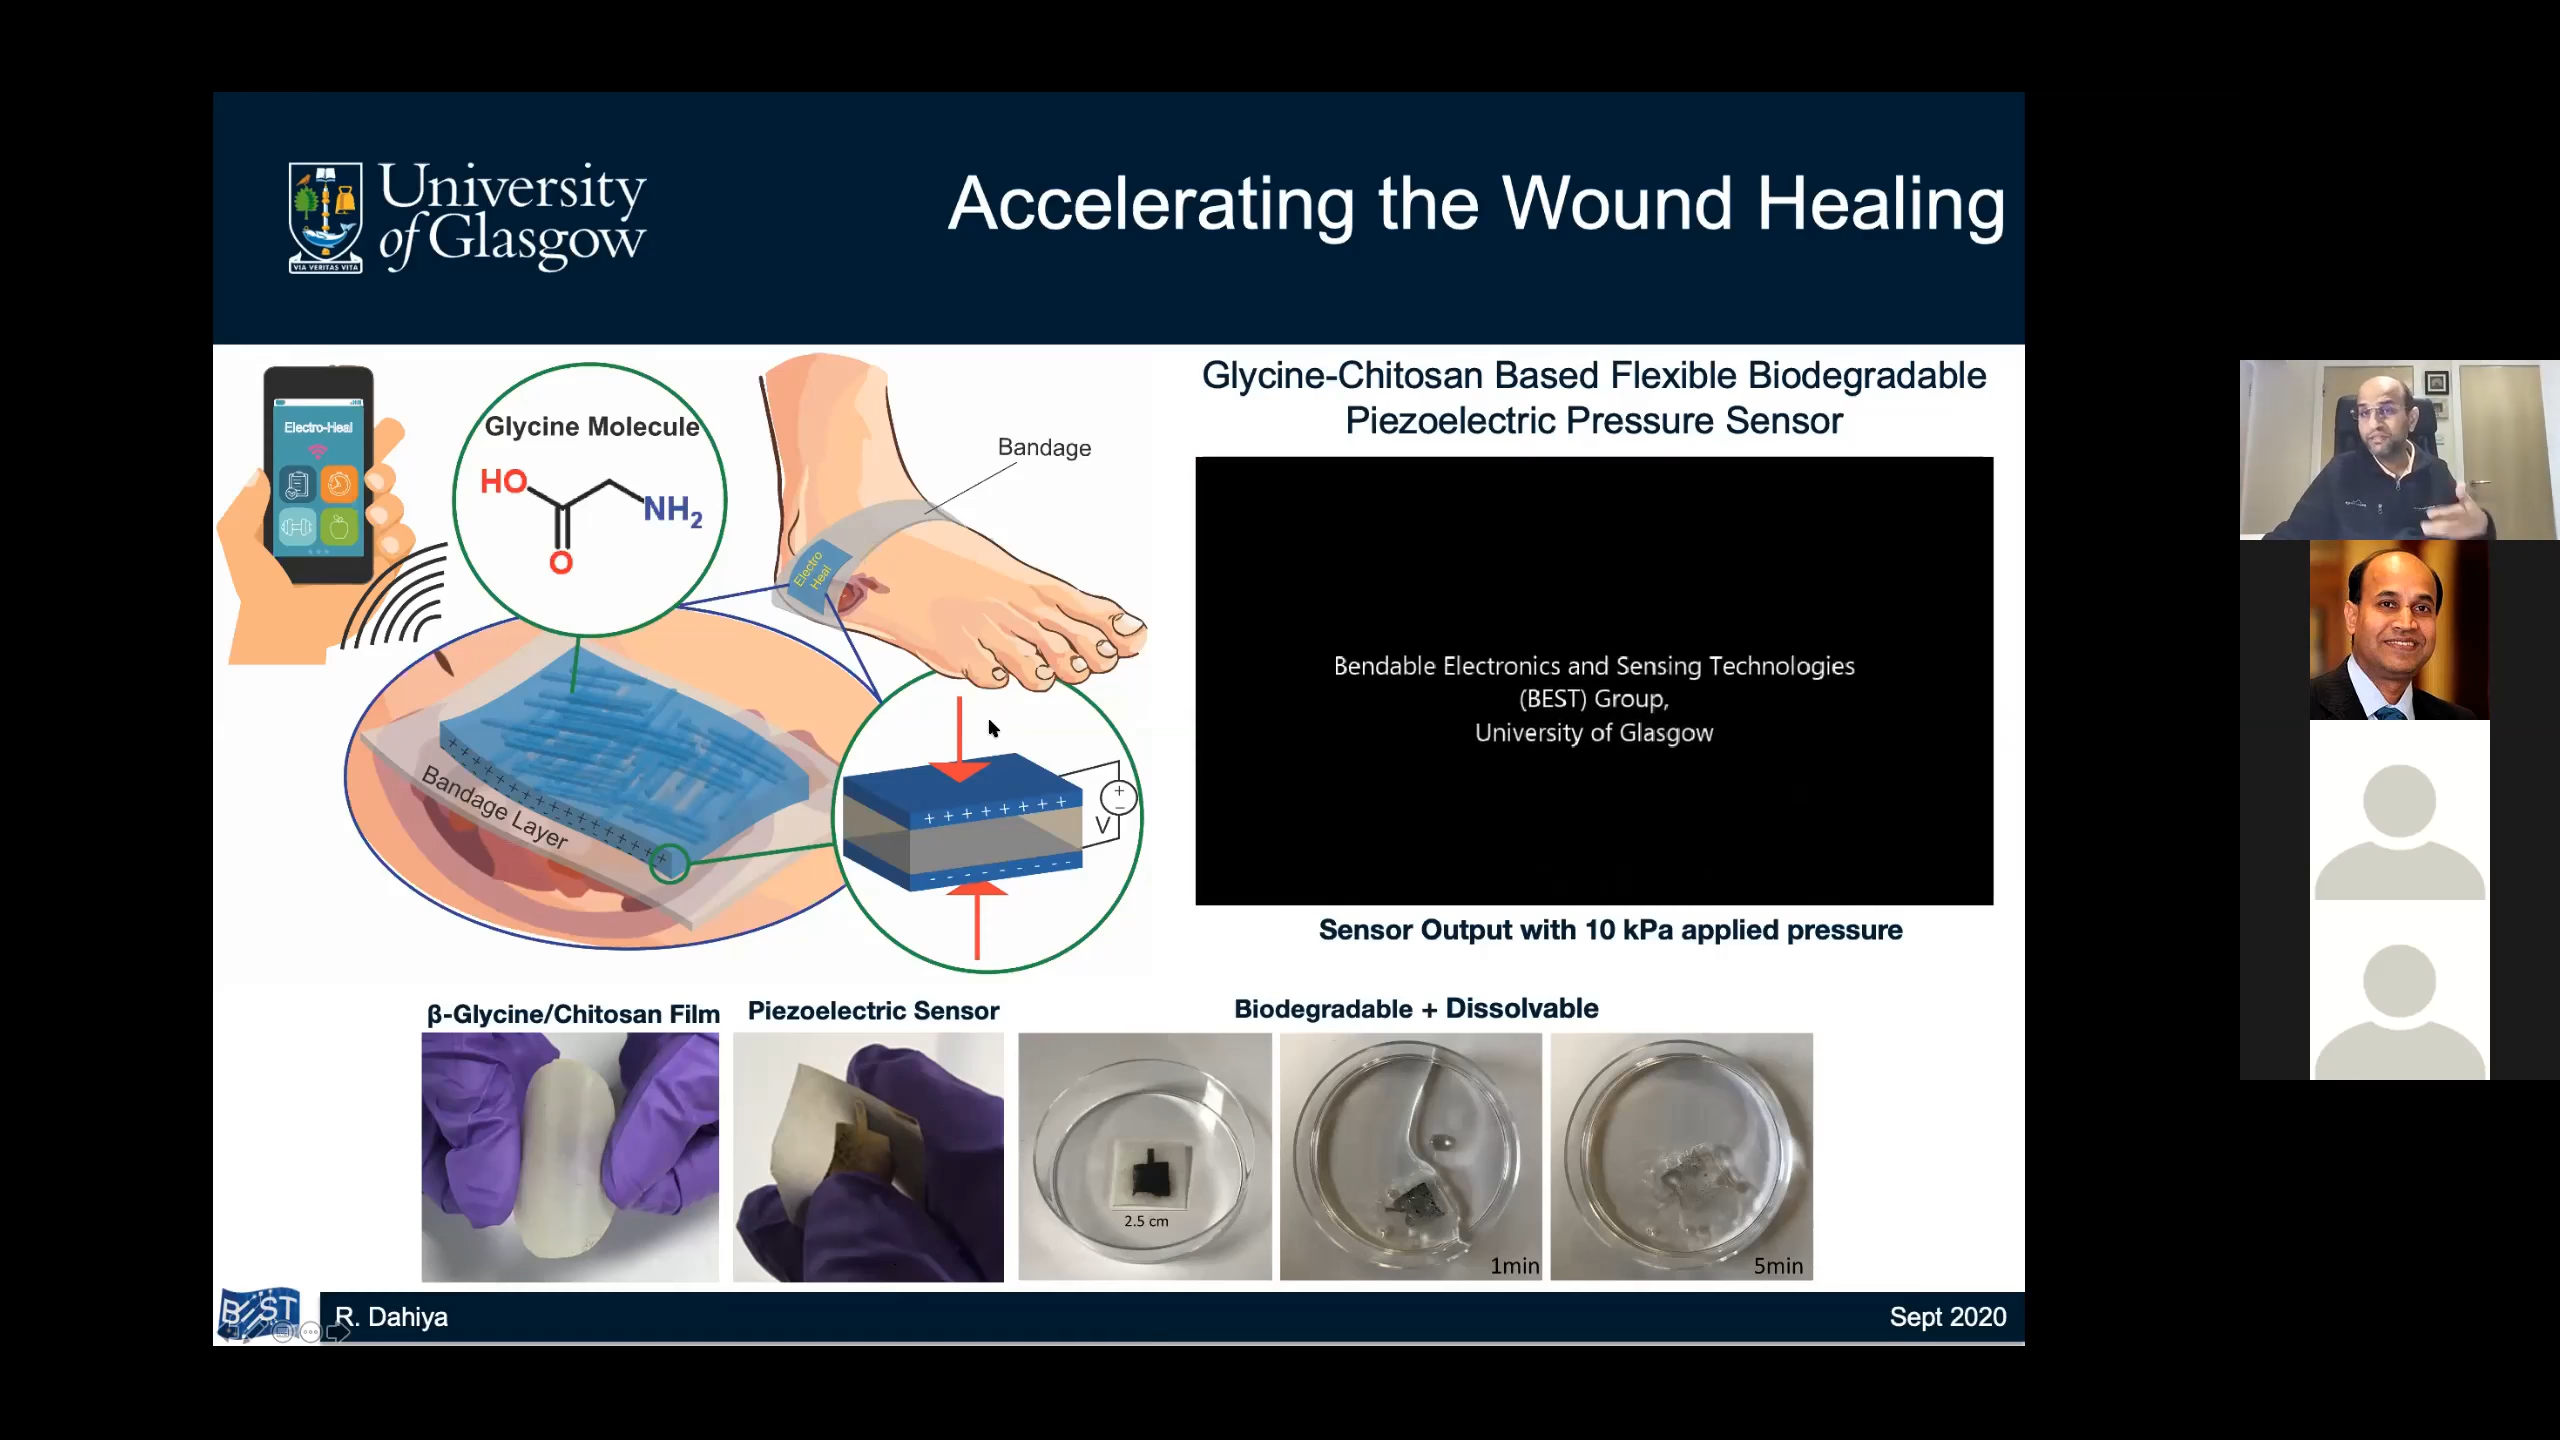 University
of Glasgow
VIA VERITAS VITA
Accelerating the Wound Healing
Electro-Heal
Glycine Molecule
HO
NH2
O
Bandage
Electro
Heal
Bandage Layer
+ + + + + + + + + + + + + + + + + +
+ + + + + + + +
- - - - - - - -
+
−
V
Glycine-Chitosan Based Flexible Biodegradable
Piezoelectric Pressure Sensor
Bendable Electronics and Sensing Technologies
(BEST) Group,
University of Glasgow
Sensor Output with 10 kPa applied pressure
β-Glycine/Chitosan Film
Piezoelectric Sensor
Biodegradable + Dissolvable
2.5 cm
1min
5min
BEST
R. Dahiya
Sept 2020